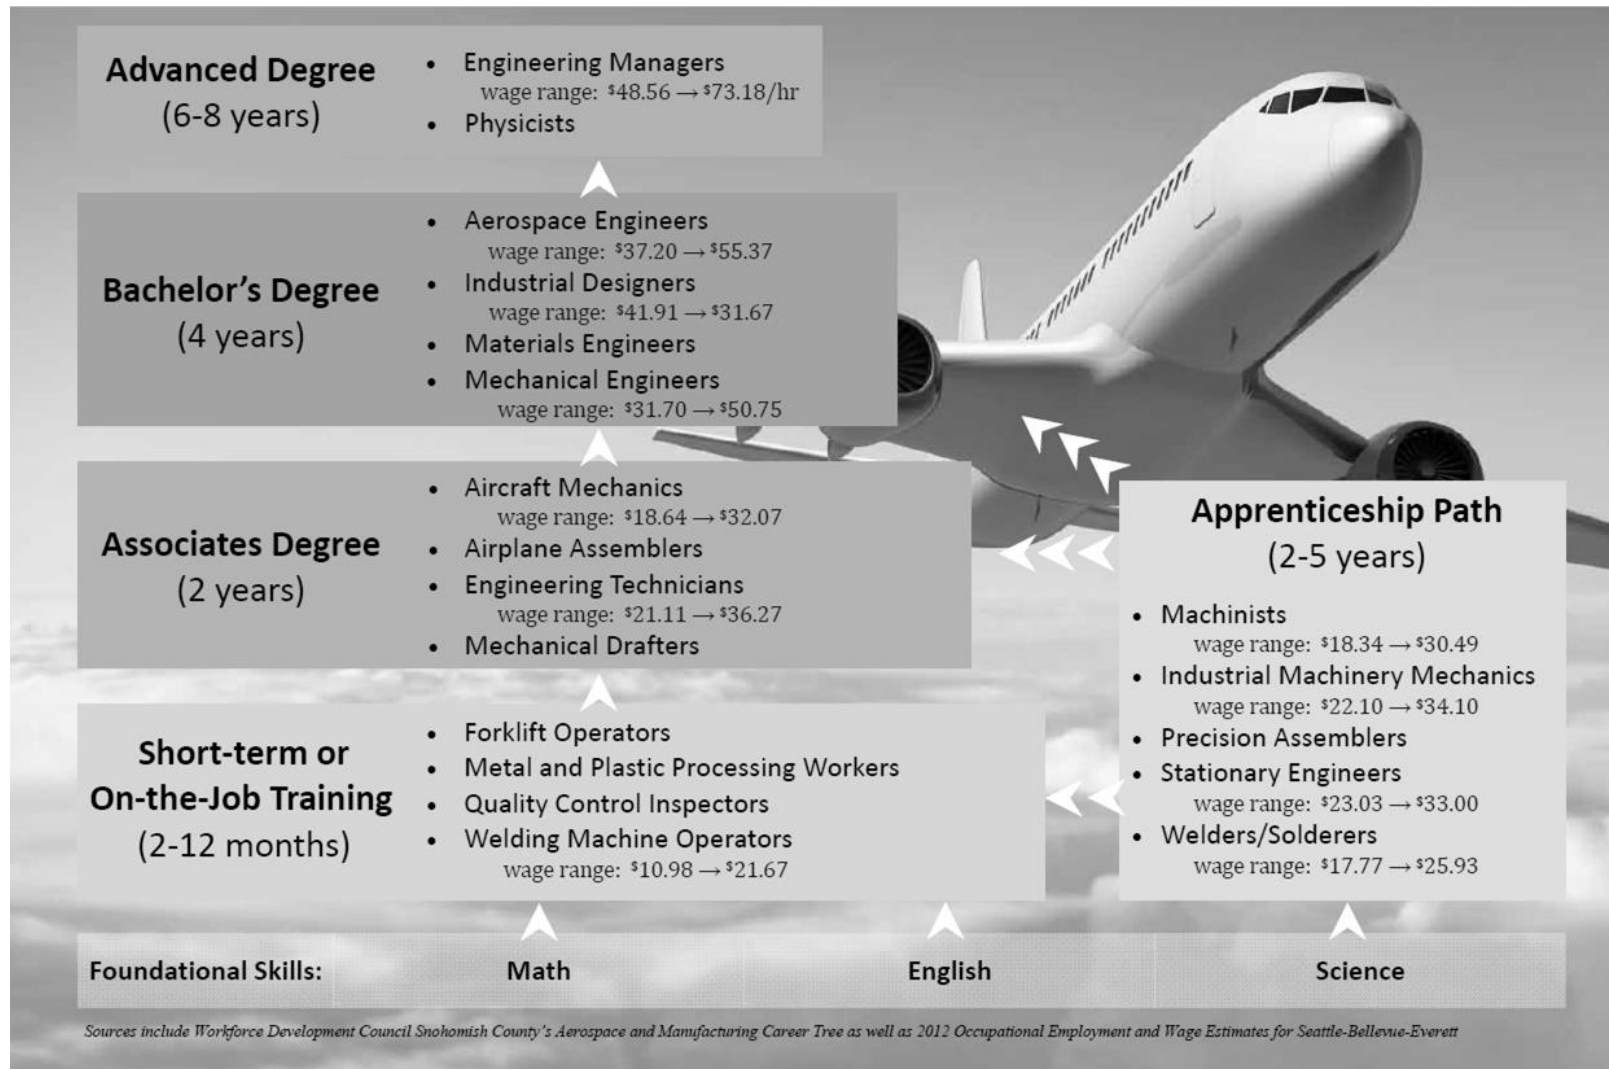 Advanced Degree
(6-8 years)
• Engineering Managers
wage range: $48.56 → $73.18/hr
• Physicists
Bachelor’s Degree
(4 years)
• Aerospace Engineers
wage range: $37.20 → $55.37
• Industrial Designers
wage range: $41.91 → $31.67
• Materials Engineers
• Mechanical Engineers
wage range: $31.70 → $50.75
Associates Degree
(2 years)
• Aircraft Mechanics
wage range: $18.64 → $32.07
• Airplane Assemblers
• Engineering Technicians
wage range: $21.11 → $36.27
• Mechanical Drafters
Short-term or
On-the-Job Training
(2-12 months)
• Forklift Operators
• Metal and Plastic Processing Workers
• Quality Control Inspectors
• Welding Machine Operators
wage range: $10.98 → $21.67
Apprenticeship Path
(2-5 years)
• Machinists
wage range: $18.34 → $30.49
• Industrial Machinery Mechanics
wage range: $22.10 → $34.10
• Precision Assemblers
• Stationary Engineers
wage range: $23.03 → $33.00
• Welders/Solderers
wage range: $17.77 → $25.93
Foundational Skills: Math English Science
Sources include Workforce Development Council Snohomish County’s Aerospace and Manufacturing Career Tree as well as 2012 Occupational Employment and Wage Estimates for Seattle-Bellevue-Everett